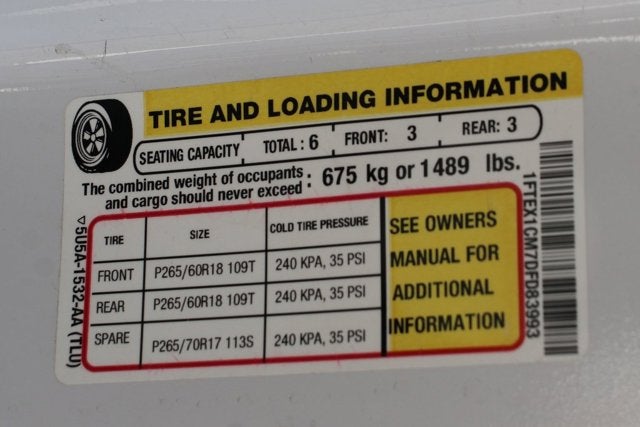 TIRE AND LOADING INFORMATION
SEATING CAPACITY TOTAL : 6 FRONT: 3 REAR: 3
The combined weight of occupants and cargo should never exceed : 675 kg or 1489 lbs.
TIRE SIZE COLD TIRE PRESSURE
FRONT P265/60R18 109T 240 KPA, 35 PSI
REAR P265/60R18 109T 240 KPA, 35 PSI
SPARE P265/70R17 113S 240 KPA, 35 PSI
SEE OWNERS
MANUAL FOR
ADDITIONAL
INFORMATION
5U5A-1532-AA (TLU)
1FTEX1CM7DFD83993